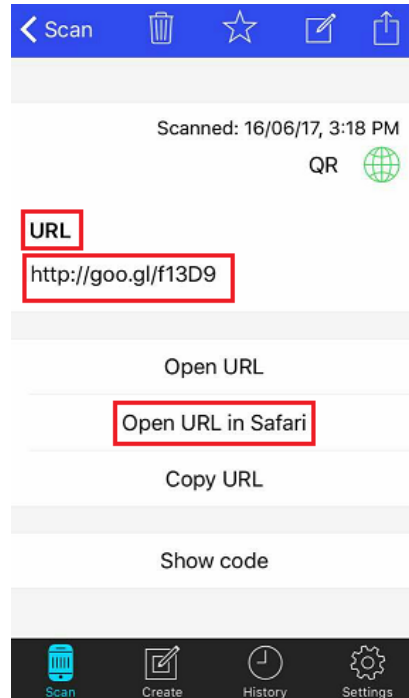 Scan
Scanned: 16/06/17, 3:18 PM
QR
URL
http://goo.gl/f13D9
Open URL
Open URL in Safari
Copy URL
Show code
Scan Create History Settings